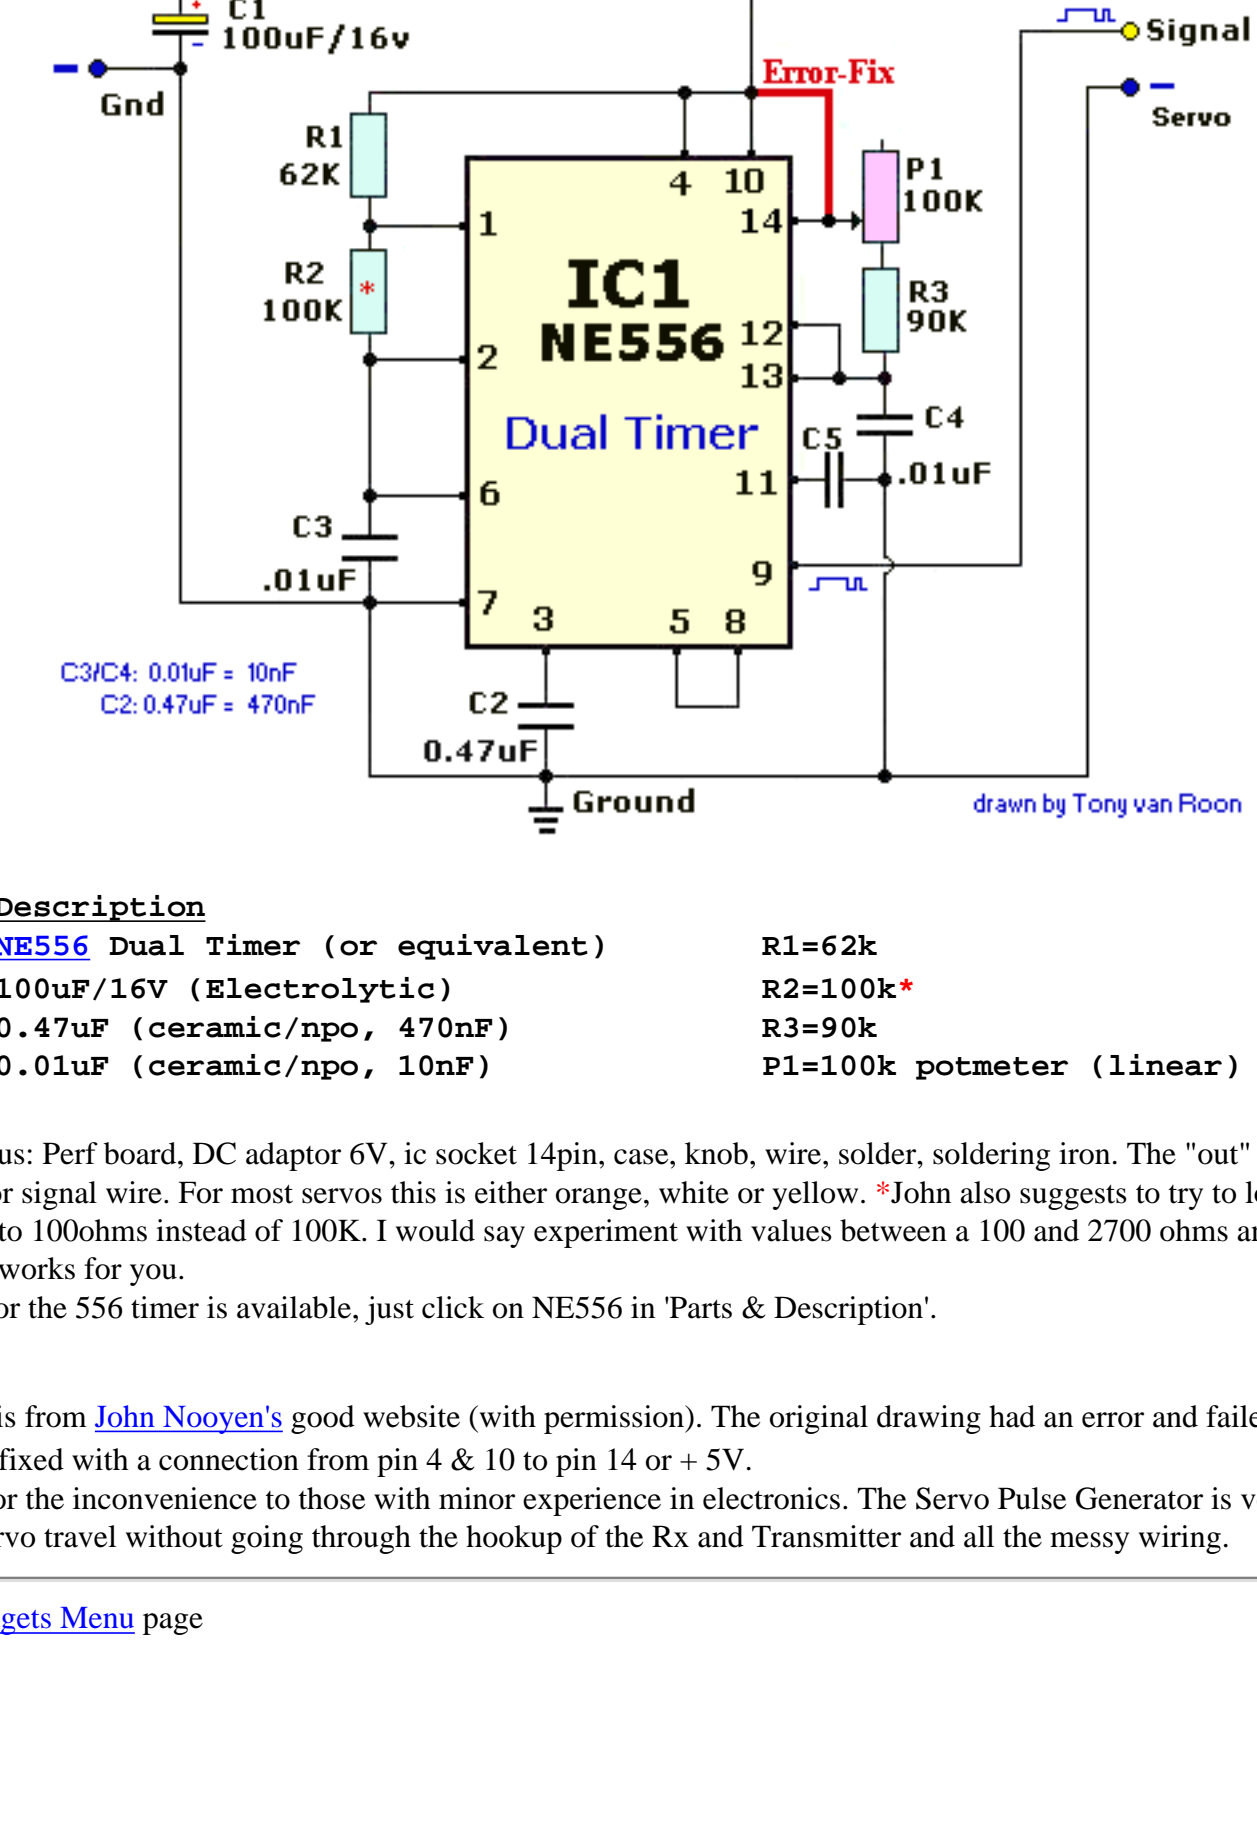 C1
100uF/16v
Signal
Gnd
Error-Fix
Servo
R1
62K
4 10
P1
100K
1
14
R2
100K
*
IC1
NE556
R3
90K
12
2
13
Dual Timer
C4
C5
.01uF
6
11
C3
.01uF
9
7
3
5 8
C3/C4: 0.01uF = 10nF
C2: 0.47uF = 470nF
C2
0.47uF
Ground
drawn by Tony van Roon
Description
NE556 Dual Timer (or equivalent) R1=62k
100uF/16V (Electrolytic) R2=100k*
0.47uF (ceramic/npo, 470nF) R3=90k
0.01uF (ceramic/npo, 10nF) P1=100k potmeter (linear)
us: Perf board, DC adaptor 6V, ic socket 14pin, case, knob, wire, solder, soldering iron. The "out"
or signal wire. For most servos this is either orange, white or yellow. *John also suggests to try to
to 100ohms instead of 100K. I would say experiment with values between a 100 and 2700 ohms
works for you.
or the 556 timer is available, just click on NE556 in 'Parts & Description'.
is from John Nooyen's good website (with permission). The original drawing had an error and faile
fixed with a connection from pin 4 & 10 to pin 14 or + 5V.
or the inconvenience to those with minor experience in electronics. The Servo Pulse Generator is
rvo travel without going through the hookup of the Rx and Transmitter and all the messy wiring.
gets Menu page